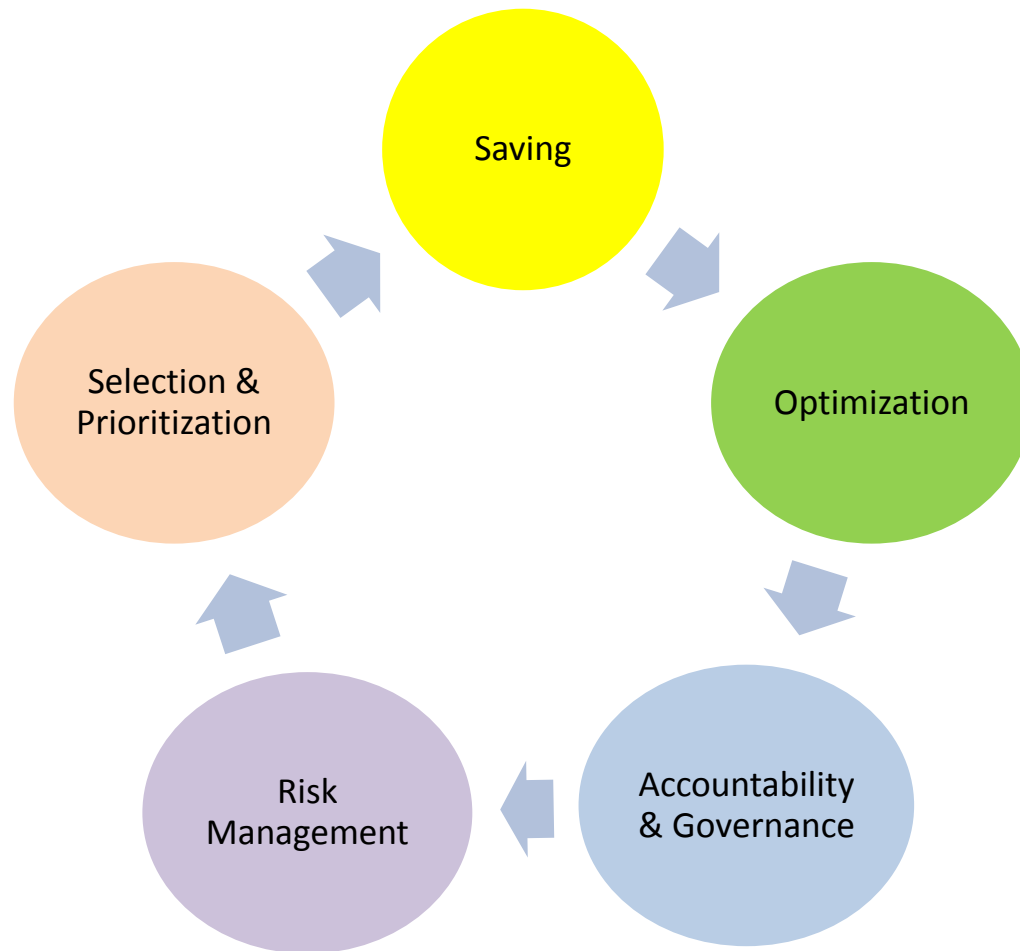 Saving
Optimization
Accountability
& Governance
Risk
Management
Selection &
Prioritization